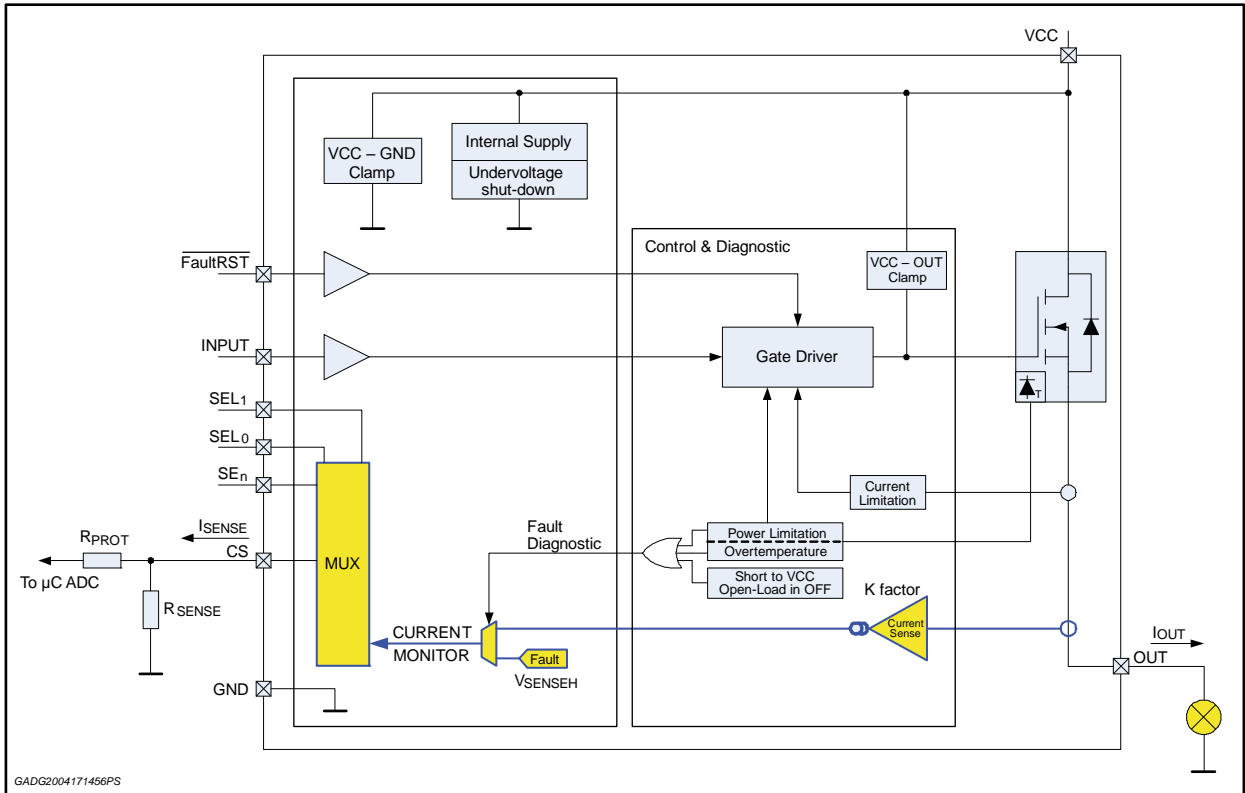 VCC
VCC – GND
Clamp
Internal Supply
Undervoltage
shut-down
FaultRST
Control & Diagnostic
VCC – OUT
Clamp
INPUT
Gate Driver
SEL1
SEL0
SEn
T
Current
Limitation
ISENSE
RPROT
CS
To µC ADC
RSENSE
MUX
Fault
Diagnostic
Power Limitation
Overtemperature
Short to VCC
Open-Load in OFF
K factor
Current
Sense
CURRENT
MONITOR
Fault
VSENSEH
IOUT
OUT
GND
GADG2004171456PS